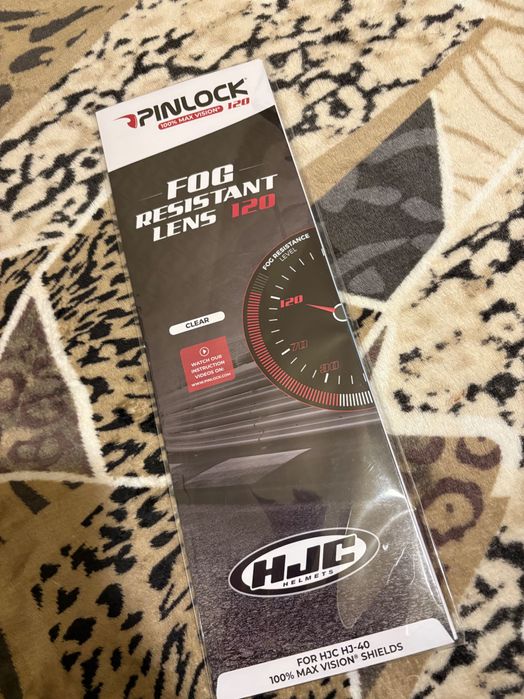 PINLOCK®
100% MAX VISION® 120
FOG
RESISTANT
LENS 120
FOG RESISTANCE
LEVEL
120
70
CLEAR
WATCH OUR
INSTRUCTION
VIDEOS ON:
WWW.PINLOCK.COM
HJC
HELMETS
FOR HJC HJ-40
100% MAX VISION® SHIELDS